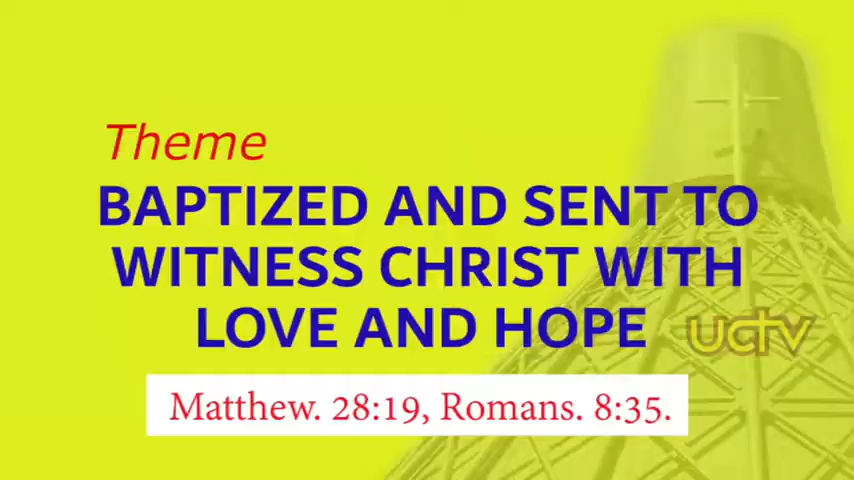 Theme
BAPTIZED AND SENT TO
WITNESS CHRIST WITH
LOVE AND HOPE
uctv
Matthew. 28:19, Romans. 8:35.